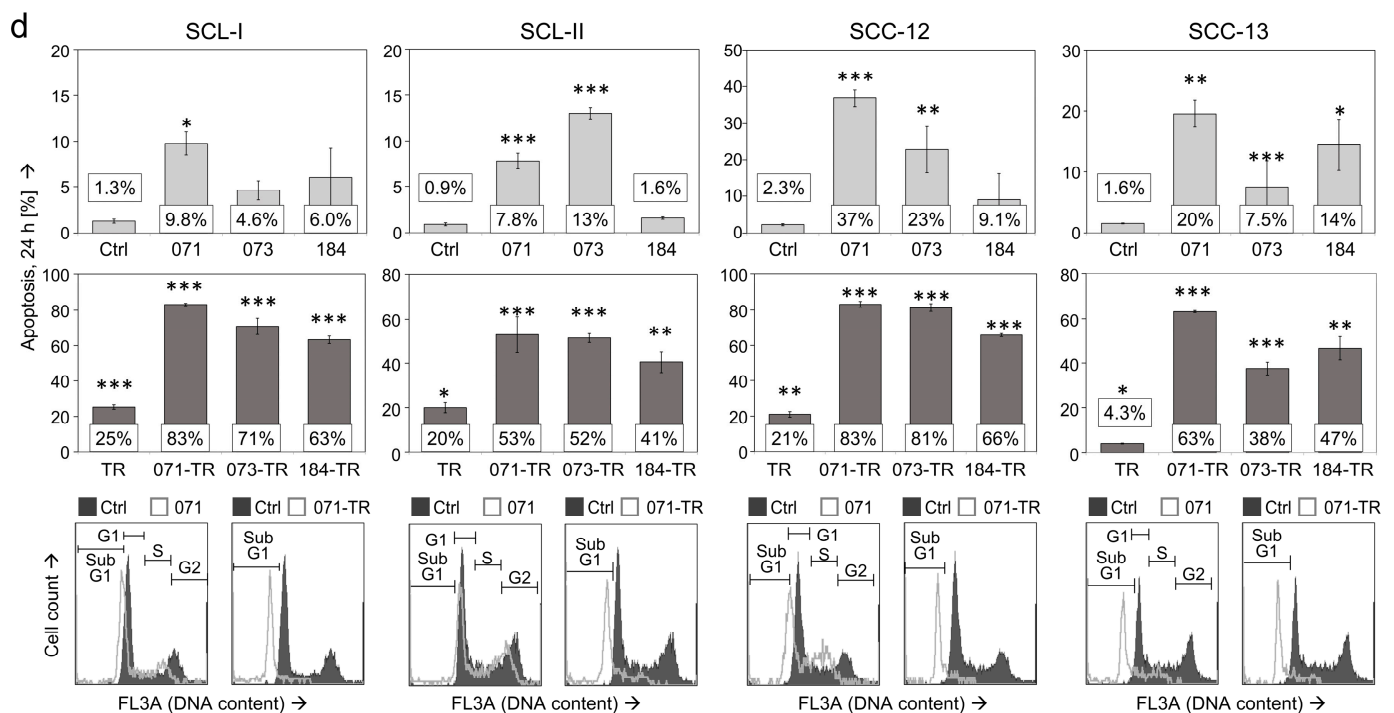 d
SCL-I SCL-II SCC-12 SCC-13
Apoptosis, 24 h [%] →
20 20 50 30
15 15 40 20
10 10 30 10
5 5 20 0
0 0 10
0
* *** *** ** *** ** *** *
1.3% 0.9% 1.6% 2.3% 1.6%
9.8% 4.6% 6.0% 7.8% 13% 37% 23% 9.1% 20% 7.5% 14%
Ctrl 071 073 184 Ctrl 071 073 184 Ctrl 071 073 184 Ctrl 071 073 184
100 80 100 80
80 60 80 60
60 40 60 40
40 20 40 20
20 0 20 0
0 0
*** *** *** *** * *** *** ** ** *** *** *** * *** *** **
4.3%
25% 83% 71% 63% 20% 53% 52% 41% 21% 83% 81% 66% 63% 38% 47%
TR 071-TR 073-TR 184-TR TR 071-TR 073-TR 184-TR TR 071-TR 073-TR 184-TR TR 071-TR 073-TR 184-TR
Ctrl 071 Ctrl 071-TR Ctrl 071 Ctrl 071-TR Ctrl 071 Ctrl 071-TR Ctrl 071 Ctrl 071-TR
Cell count →
G1 Sub G1 S G2 Sub G1
G1 Sub G1 S G2 Sub G1
G1 Sub G1 S G2 Sub G1
G1 Sub G1 S G2 Sub G1
FL3A (DNA content) → FL3A (DNA content) → FL3A (DNA content) → FL3A (DNA content) →